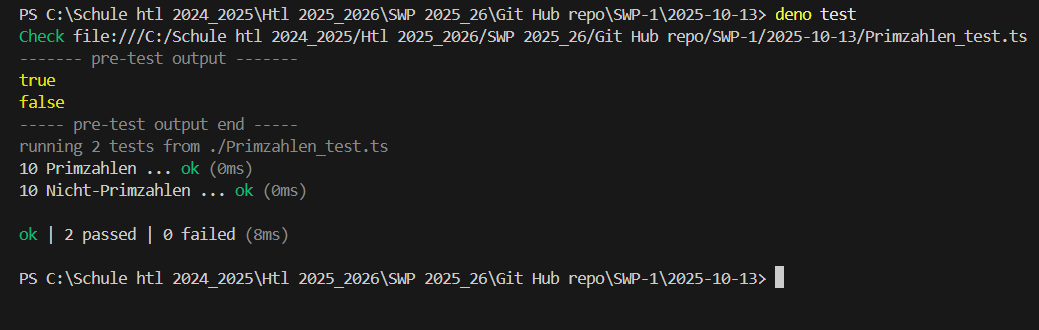 PS C:\Schule htl 2024_2025\Htl 2025_2026\SWP 2025_26\Git Hub repo\SWP-1\2025-10-13> deno test
Check file:///C:/Schule htl 2024_2025/Htl 2025_2026/SWP 2025_26/Git Hub repo/SWP-1/2025-10-13/Primzahlen_test.ts
------- pre-test output -------
true
false
----- pre-test output end -----
running 2 tests from ./Primzahlen_test.ts
10 Primzahlen ... ok (0ms)
10 Nicht-Primzahlen ... ok (0ms)
ok | 2 passed | 0 failed (8ms)
PS C:\Schule htl 2024_2025\Htl 2025_2026\SWP 2025_26\Git Hub repo\SWP-1\2025-10-13>